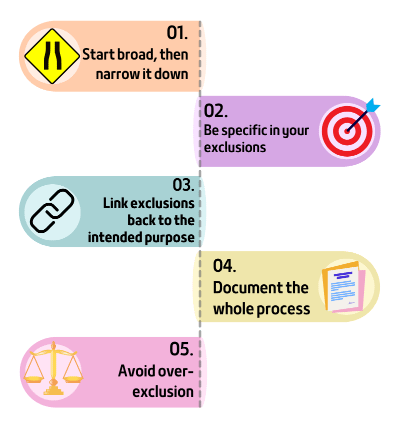 01.
Start broad, then
narrow it down
02.
Be specific in your
exclusions
03.
Link exclusions
back to the
intended purpose
04.
Document the
whole process
05.
Avoid over-
exclusion